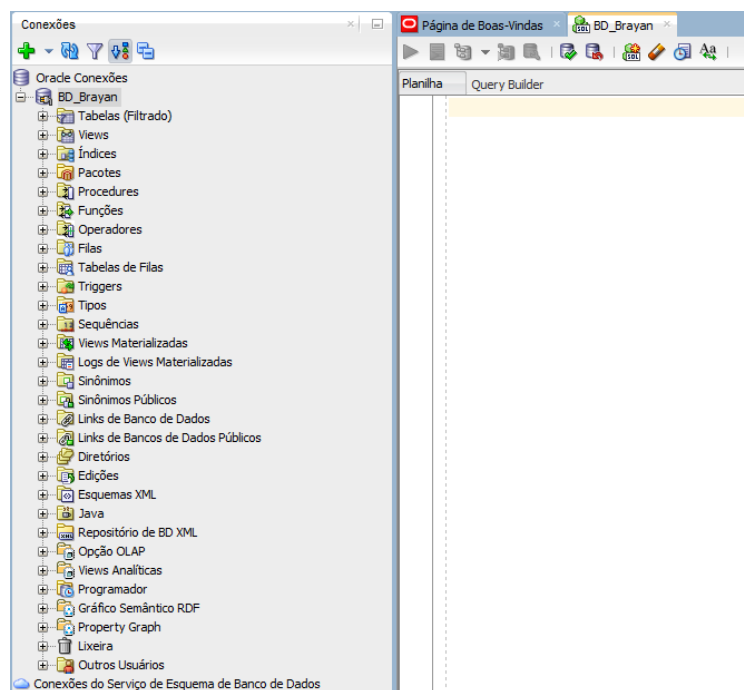 Conexões
Página de Boas-Vindas
BD_Brayan
Planilha
Query Builder
Oracle Conexões
BD_Brayan
Tabelas (Filtrado)
Views
Índices
Pacotes
Procedures
Funções
Operadores
Filas
Tabelas de Filas
Triggers
Tipos
Sequências
Views Materializadas
Logs de Views Materializadas
Sinônimos
Sinônimos Públicos
Links de Banco de Dados
Links de Bancos de Dados Públicos
Diretórios
Edições
Esquemas XML
Java
Repositório de BD XML
Opção OLAP
Views Analíticas
Programador
Gráfico Semântico RDF
Property Graph
Lixeira
Outros Usuários
Conexões do Serviço de Esquema de Banco de Dados